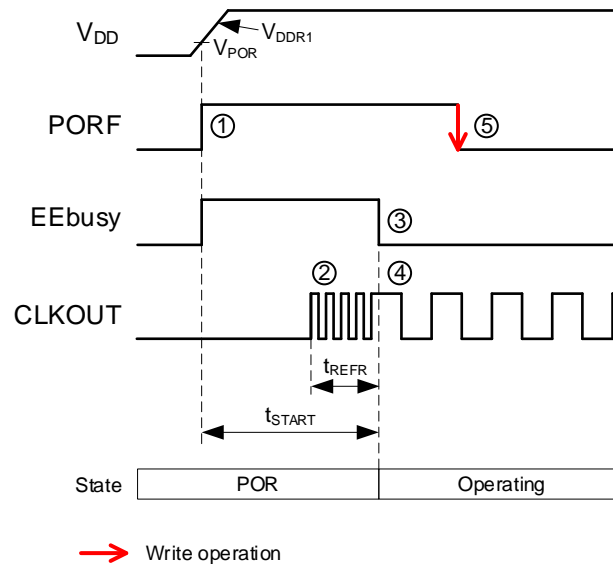 VDD
VDDR1
VPOR
PORF
①
⑤
EEbusy
③
②
④
CLKOUT
tREFR
tSTART
State
POR
Operating
Write operation